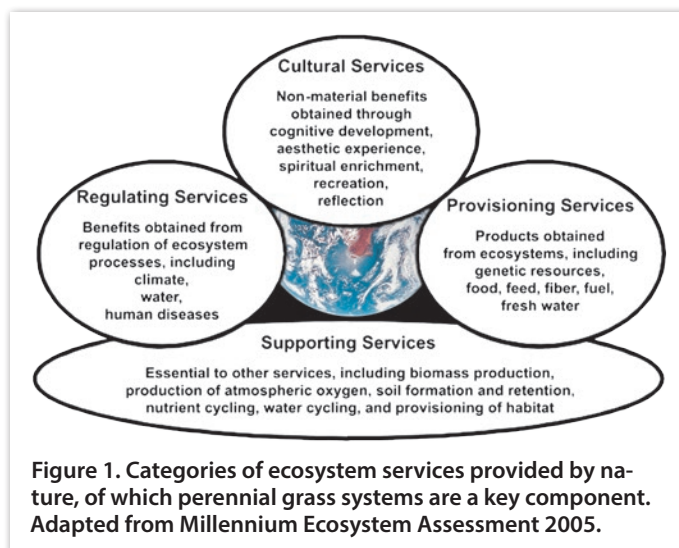 Cultural Services
Non-material benefits
obtained through
cognitive development,
aesthetic experience,
spiritual enrichment,
recreation,
reflection
Regulating Services
Benefits obtained from
regulation of ecosystem
processes, including
climate,
water,
human diseases
Provisioning Services
Products obtained
from ecosystems, including
genetic resources,
food, feed, fiber, fuel,
fresh water
Supporting Services
Essential to other services, including biomass production,
production of atmospheric oxygen, soil formation and retention,
nutrient cycling, water cycling, and provisioning of habitat
Figure 1. Categories of ecosystem services provided by na-
ture, of which perennial grass systems are a key component.
Adapted from Millennium Ecosystem Assessment 2005.